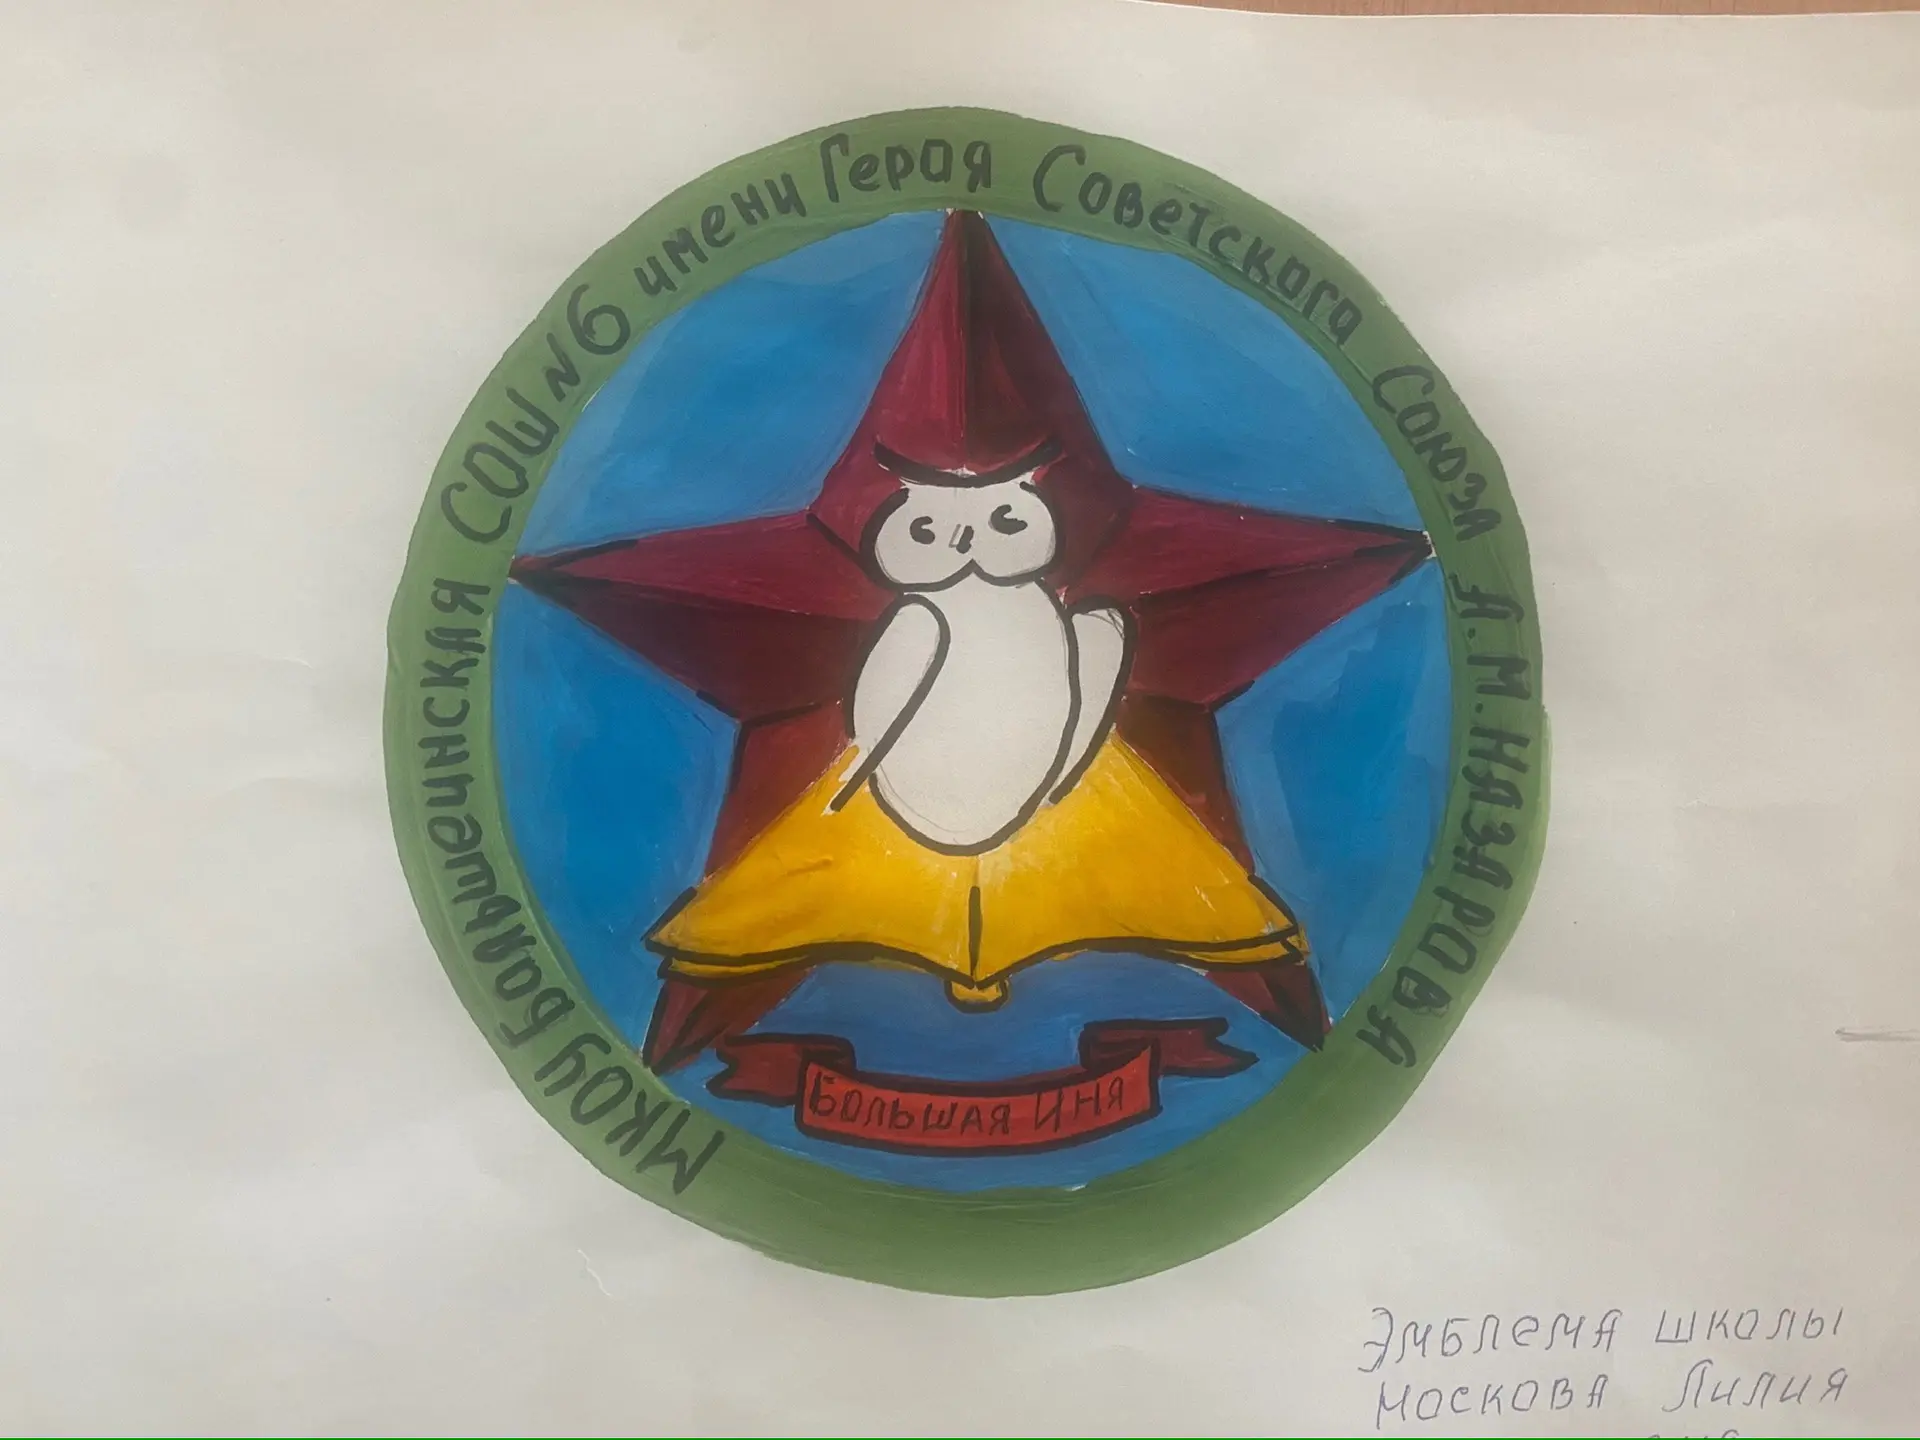 МКОУ Большеинская СОШ №6 имени Героя Советского Союза А.М.НАЗАРОВА
БОЛЬШАЯ ИНЯ
Эмблема школы
Москова Лилия